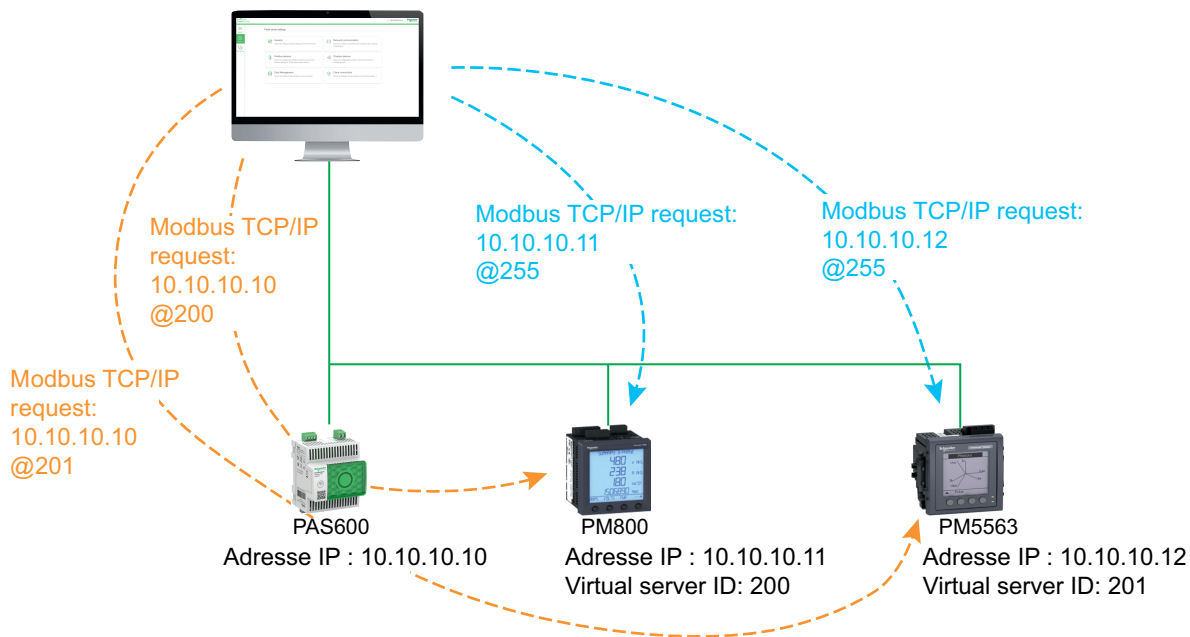 Modbus TCP/IP
request:
10.10.10.10
@200
Modbus TCP/IP request:
10.10.10.11
@255
Modbus TCP/IP request:
10.10.10.12
@255
Modbus TCP/IP
request:
10.10.10.10
@201
PAS600
Adresse IP : 10.10.10.10
PM800
Adresse IP : 10.10.10.11
Virtual server ID: 200
PM5563
Adresse IP : 10.10.10.12
Virtual server ID: 201